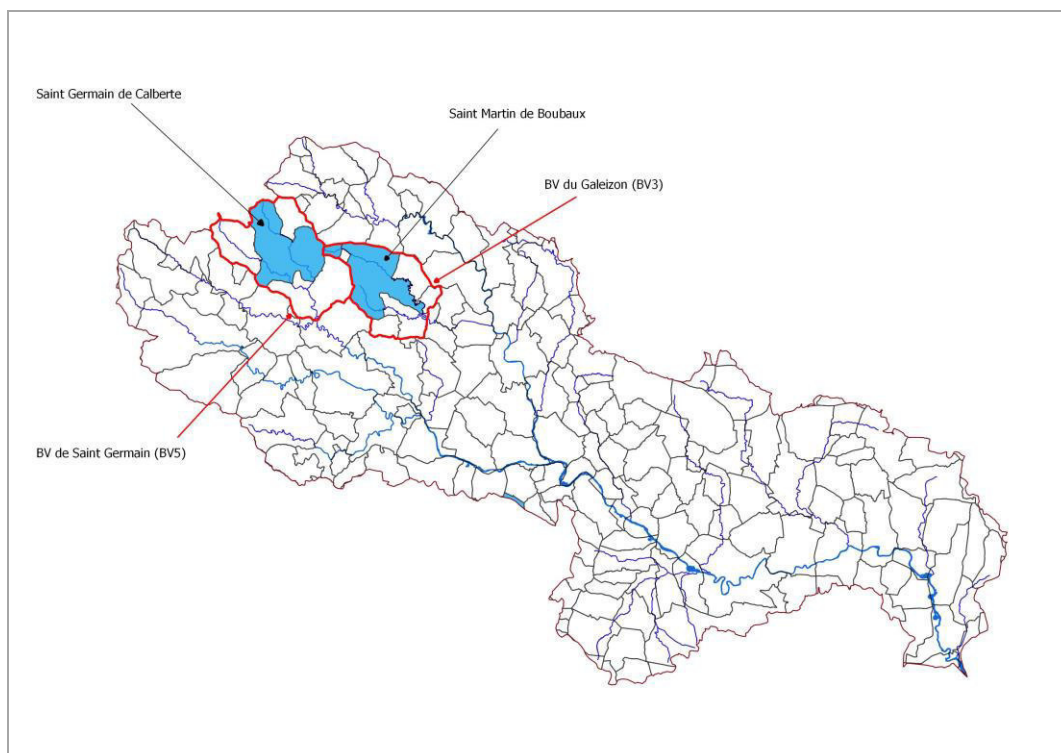 Saint Germain de Calberte
Saint Martin de Boubaux
BV du Galeizon (BV3)
BV de Saint Germain (BV5)